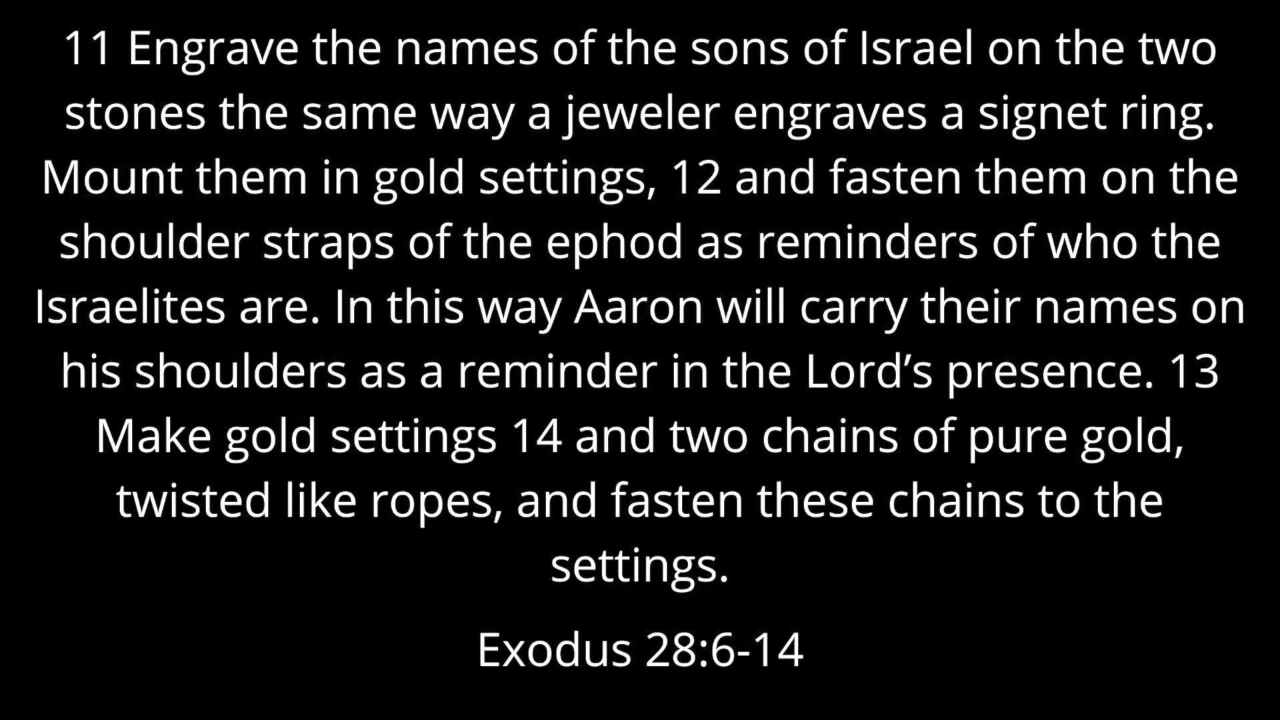 11 Engrave the names of the sons of Israel on the two
stones the same way a jeweler engraves a signet ring.
Mount them in gold settings, 12 and fasten them on the
shoulder straps of the ephod as reminders of who the
Israelites are. In this way Aaron will carry their names on
his shoulders as a reminder in the Lord’s presence. 13
Make gold settings 14 and two chains of pure gold,
twisted like ropes, and fasten these chains to the
settings.
Exodus 28:6-14